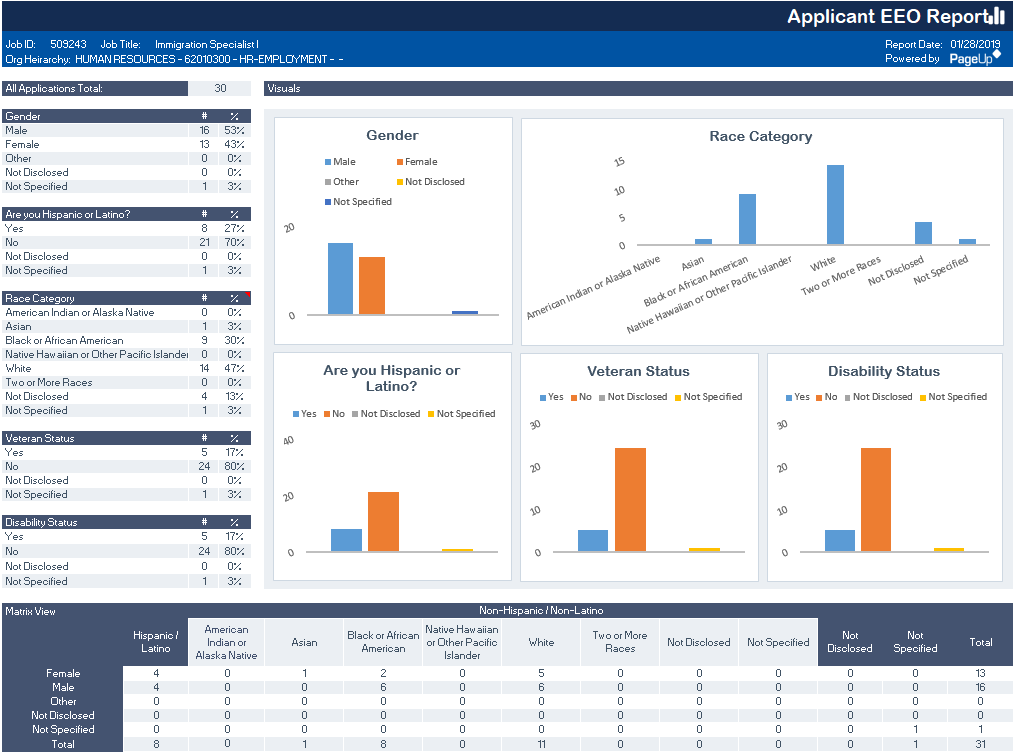 Applicant EEO Report
Job ID: 509243 Job Title: Immigration Specialist I Report Date: 01/28/2019
Org Heirarchy: HUMAN RESOURCES - 62010300 - HR-EMPLOYMENT - - Powered by PageUp
All Applications Total: 30 Visuals
Gender # %
Male 16 53%
Female 13 43%
Other 0 0%
Not Disclosed 0 0%
Not Specified 1 3%
Are you Hispanic or Latino? # %
Yes 8 27%
No 21 70%
Not Disclosed 0 0%
Not Specified 1 3%
Race Category # %
American Indian or Alaska Native 0 0%
Asian 1 3%
Black or African American 9 30%
Native Hawaiian or Other Pacific Islander 0 0%
White 14 47%
Two or More Races 0 0%
Not Disclosed 4 13%
Not Specified 1 3%
Veteran Status # %
Yes 5 17%
No 24 80%
Not Disclosed 0 0%
Not Specified 1 3%
Disability Status # %
Yes 5 17%
No 24 80%
Not Disclosed 0 0%
Not Specified 1 3%
Gender
Male Female
Other Not Disclosed
Not Specified
20
0
Race Category
15
10
5
0
American Indian or Alaska Native
Asian
Black or African American
Native Hawaiian or Other Pacific Islander
White
Two or More Races
Not Disclosed
Not Specified
Are you Hispanic or
Latino?
Yes No Not Disclosed Not Specified
40
20
0
Veteran Status
Yes No Not Disclosed Not Specified
30
20
10
0
Disability Status
Yes No Not Disclosed Not Specified
30
20
10
0
Matrix View Non-Hispanic / Non-Latino
Hispanic / Latino
American Indian or Alaska Native
Asian
Black or African American
Native Hawaiian or Other Pacific Islander
White
Two or More Races
Not Disclosed
Not Specified
Not Disclosed
Not Specified
Total
Female 4 0 1 2 0 5 0 0 0 0 0 13
Male 4 0 0 6 0 6 0 0 0 0 0 16
Other 0 0 0 0 0 0 0 0 0 0 0 0
Not Disclosed 0 0 0 0 0 0 0 0 0 0 0 0
Not Specified 0 0 0 0 0 0 0 0 0 0 1 1
Total 8 0 1 8 0 11 0 0 0 0 1 31